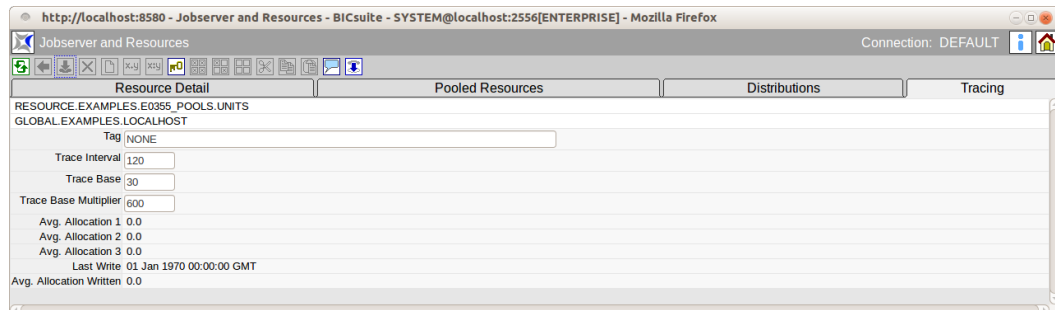 http://localhost:8580 - Jobserver and Resources - BICsuite - SYSTEM@localhost:2556[ENTERPRISE] - Mozilla Firefox
Jobserver and Resources Connection: DEFAULT
Resource Detail Pooled Resources Distributions Tracing
RESOURCE.EXAMPLES.E0355_POOLS.UNITS
GLOBAL.EXAMPLES.LOCALHOST
Tag NONE
Trace Interval 120
Trace Base 30
Trace Base Multiplier 600
Avg. Allocation 1 0.0
Avg. Allocation 2 0.0
Avg. Allocation 3 0.0
Last Write 01 Jan 1970 00:00:00 GMT
Avg. Allocation Written 0.0